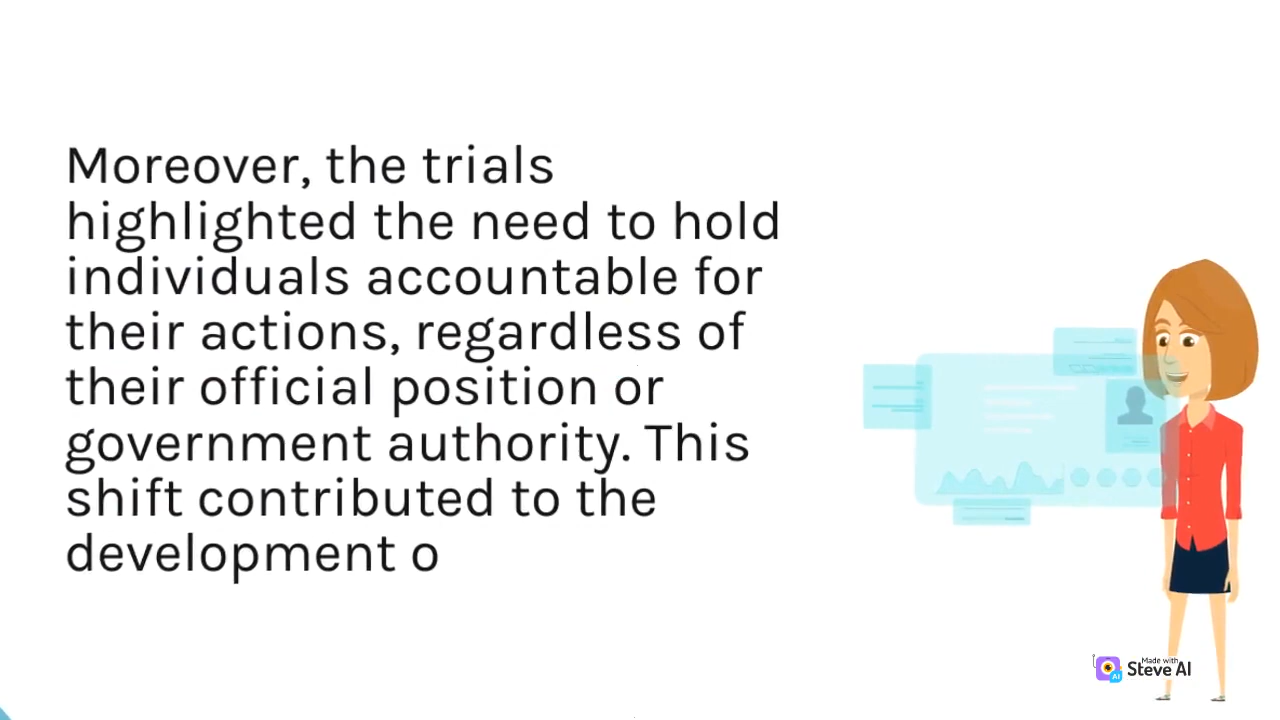 Moreover, the trials
highlighted the need to hold
individuals accountable for
their actions, regardless of
their official position or
government authority. This
shift contributed to the
development o
Made with
Steve AI
AI